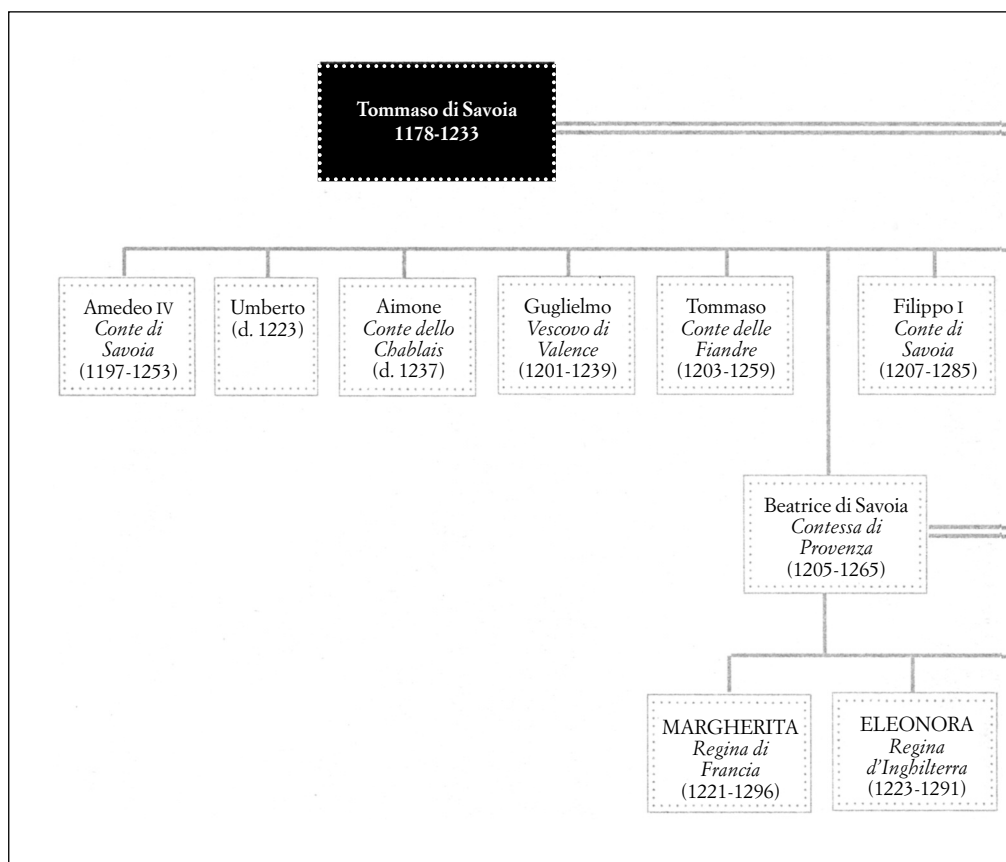 Tommaso di Savoia
1178-1233
Amedeo IV
Conte di
Savoia
(1197-1253)
Umberto
(d. 1223)
Aimone
Conte dello
Chablais
(d. 1237)
Guglielmo
Vescovo di
Valence
(1201-1239)
Tommaso
Conte delle
Fiandre
(1203-1259)
Filippo I
Conte di
Savoia
(1207-1285)
Beatrice di Savoia
Contessa di
Provenza
(1205-1265)
MARGHERITA
Regina di
Francia
(1221-1296)
ELEONORA
Regina
d'Inghilterra
(1223-1291)